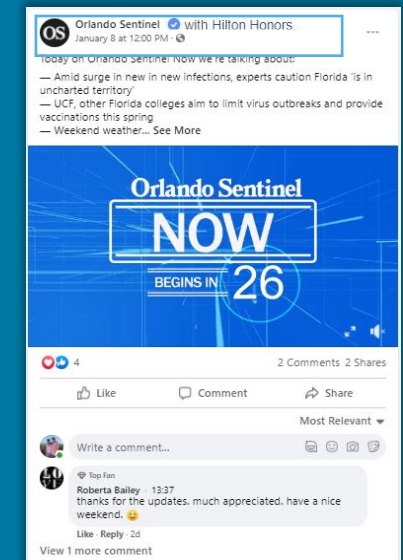 OS
Orlando Sentinel with Hilton Honors
January 8 at 12:00 PM ·
Today on Orlando Sentinel Now we're talking about:
— Amid surge in new in new infections, experts caution Florida 'is in
uncharted territory'
— UCF, other Florida colleges aim to limit virus outbreaks and provide
vaccinations this spring
— Weekend weather... See More
Orlando Sentinel
NOW
BEGINS IN 26
4
2 Comments 2 Shares
Like Comment Share
Most Relevant
Write a comment...
LO
VE
Top Fan
Roberta Bailey · 13:37
thanks for the updates. much appreciated. have a nice
weekend. 😀
Like · Reply · 2d
View 1 more comment